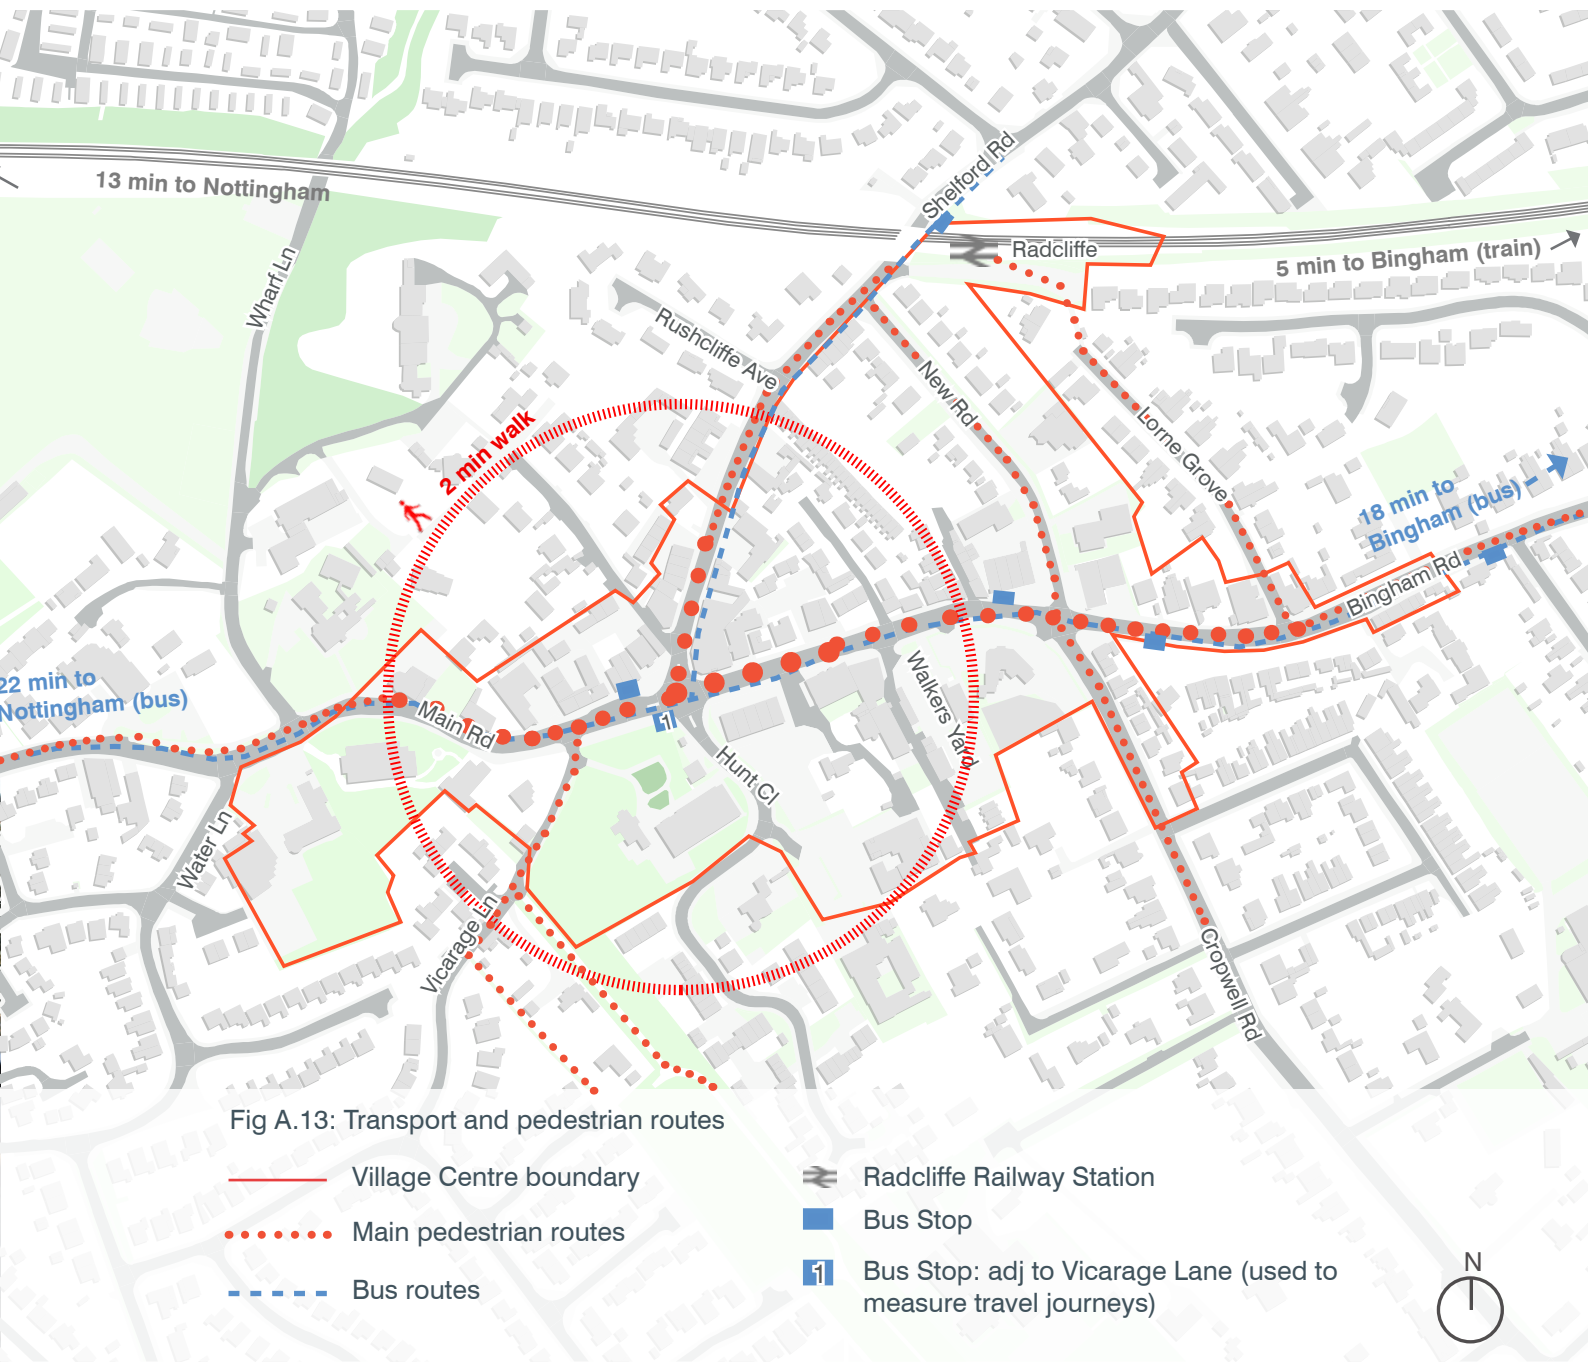 13 min to Nottingham
Shelford Rd
Radcliffe
5 min to Bingham (train)
Wharf Ln
Rushcliffe Ave
New Rd
Lorne Grove
2 min walk
18 min to
Bingham (bus)
Bingham Rd
22 min to
Nottingham (bus)
Main Rd
1
Walkers Yard
Hunt Cl
Water Ln
Vicarage Ln
Cropwell Rd
Fig A.13: Transport and pedestrian routes
Village Centre boundary
Main pedestrian routes
Bus routes
Radcliffe Railway Station
Bus Stop
1
Bus Stop: adj to Vicarage Lane (used to
measure travel journeys)
N